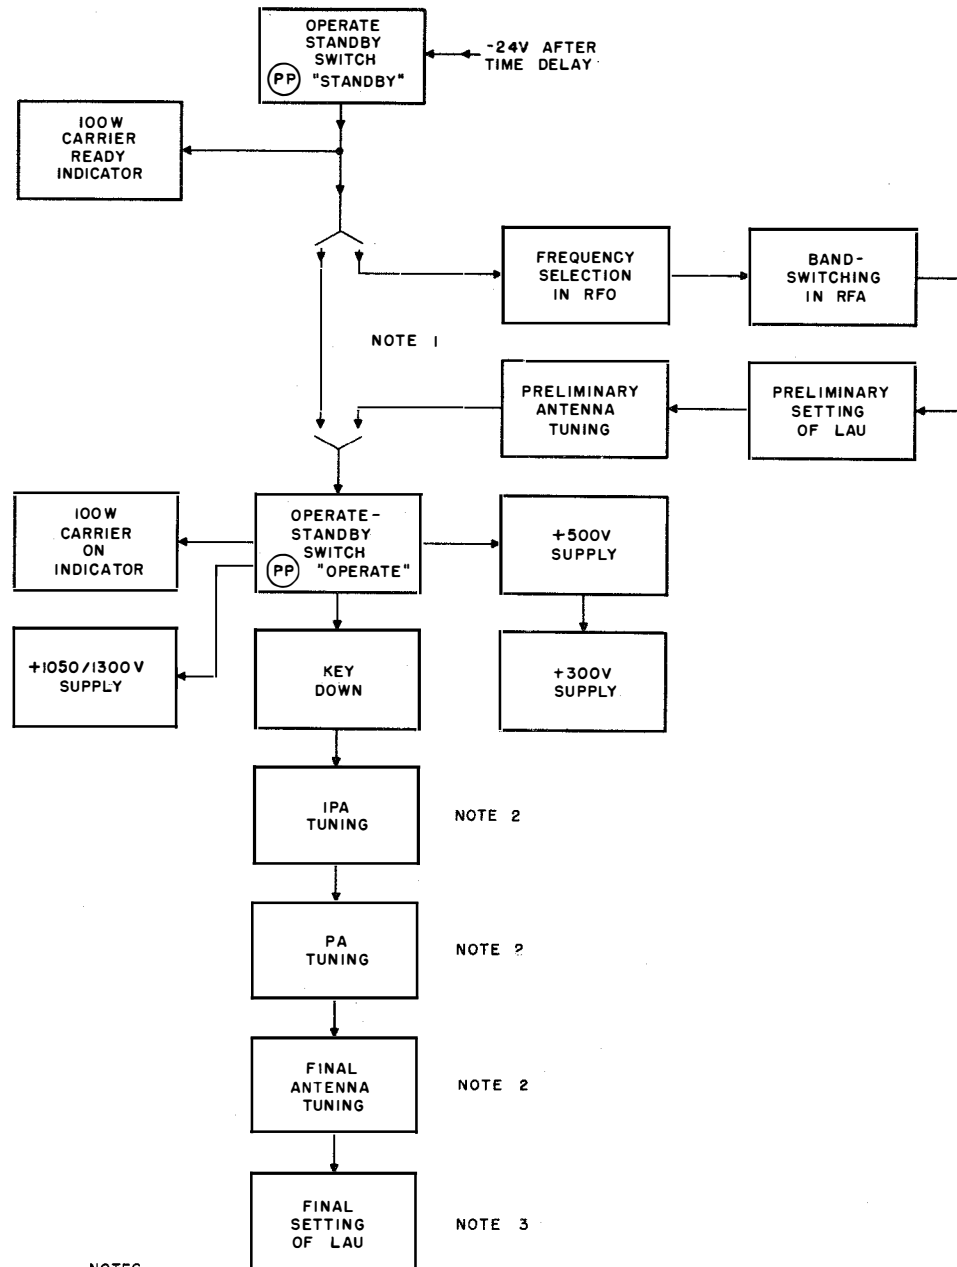 OPERATE
STANDBY
SWITCH
PP "STANDBY"
-24V AFTER
TIME DELAY
100W
CARRIER
READY
INDICATOR
FREQUENCY
SELECTION
IN RFO
BAND-
SWITCHING
IN RFA
NOTE 1
PRELIMINARY
ANTENNA
TUNING
PRELIMINARY
SETTING
OF LAU
100W
CARRIER
ON
INDICATOR
OPERATE-
STANDBY
SWITCH
PP "OPERATE"
+500V
SUPPLY
+1050/1300V
SUPPLY
KEY
DOWN
+300V
SUPPLY
IPA
TUNING
NOTE 2
PA
TUNING
NOTE 2
FINAL
ANTENNA
TUNING
NOTE 2
FINAL
SETTING
OF LAU
NOTE 3